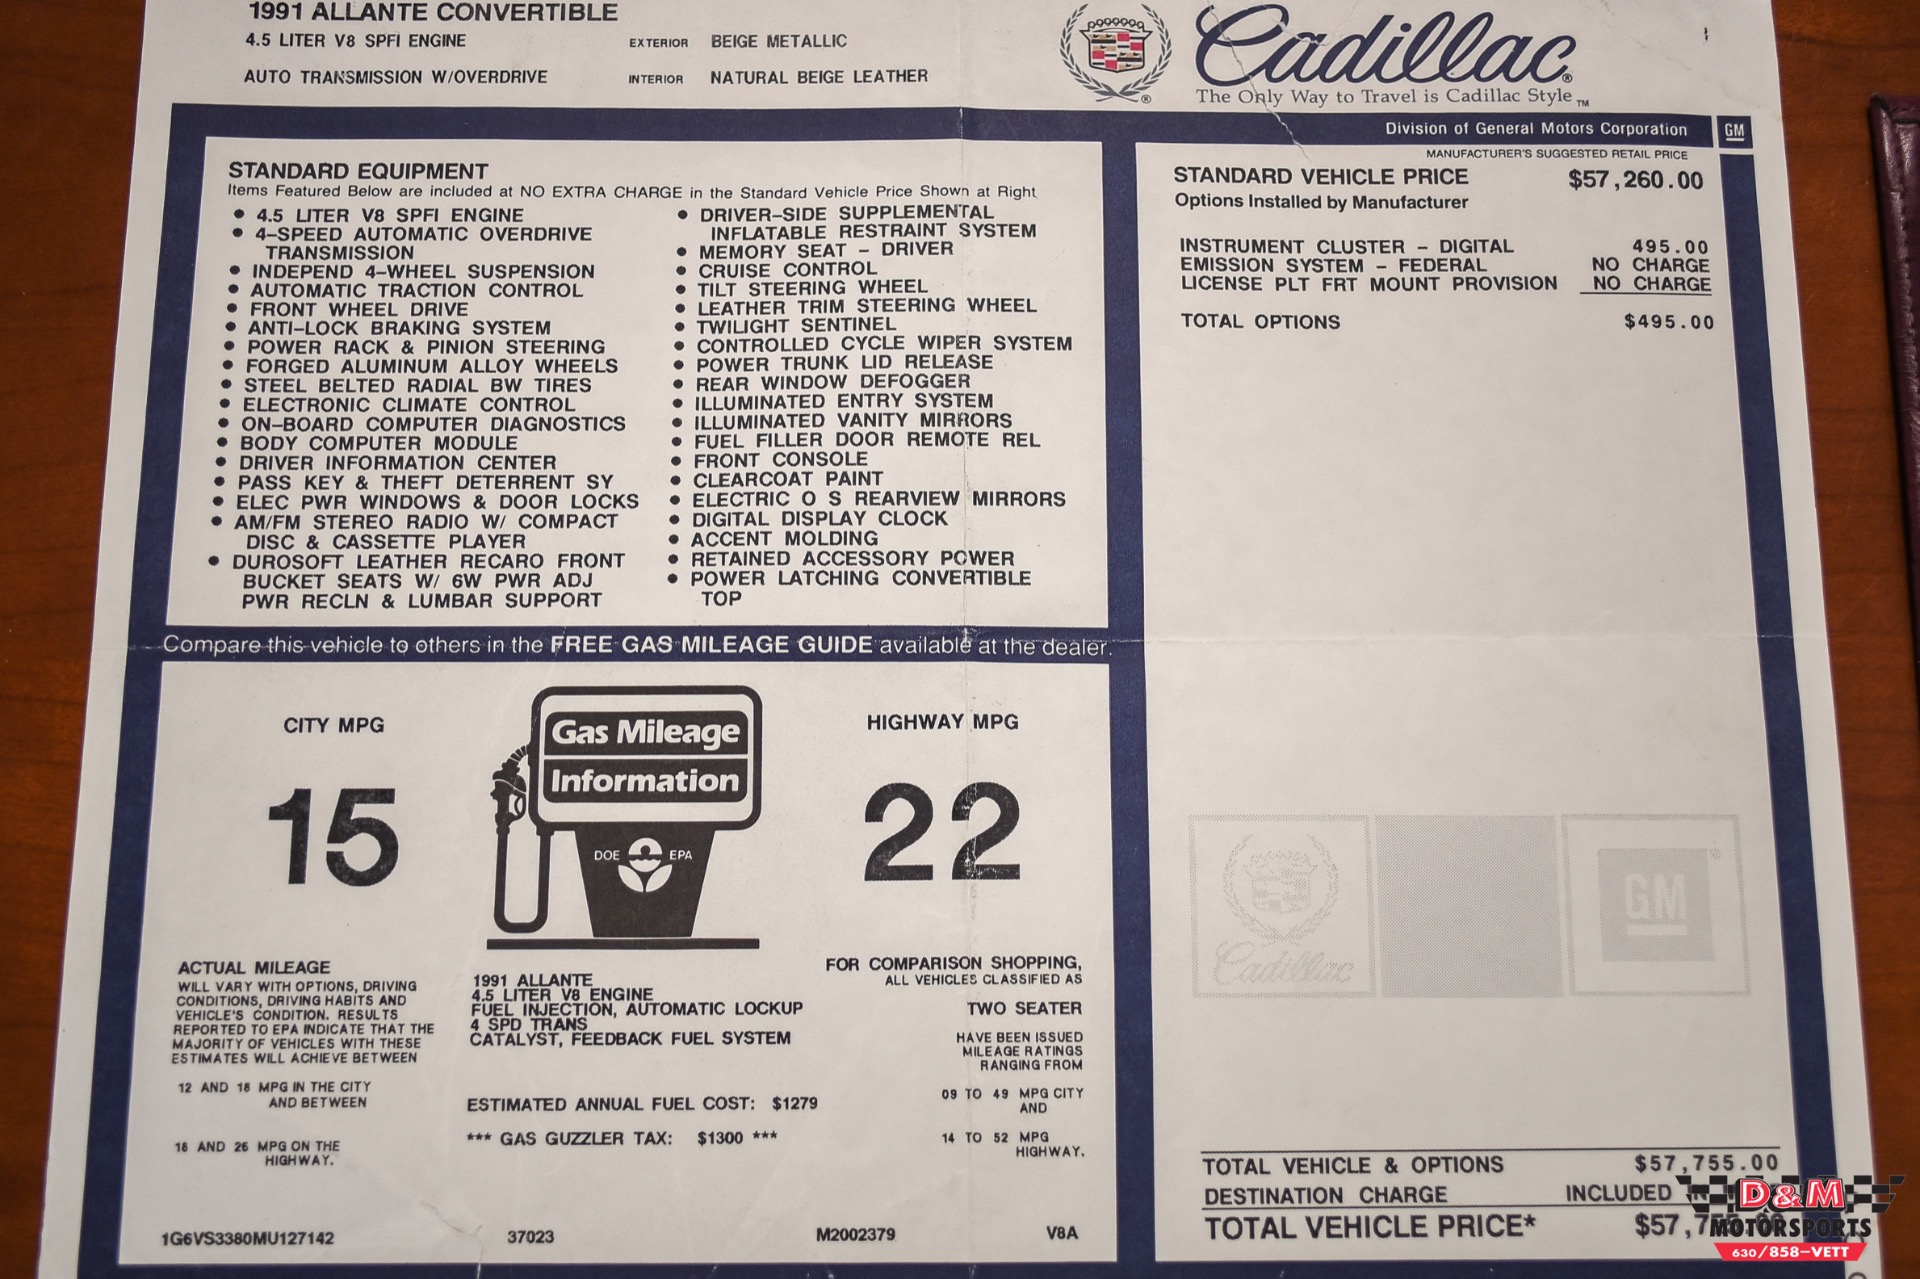 1991 ALLANTE CONVERTIBLE
4.5 LITER V8 SPFI ENGINE
EXTERIOR BEIGE METALLIC
AUTO TRANSMISSION W/OVERDRIVE
INTERIOR NATURAL BEIGE LEATHER
Cadillac®
The Only Way to Travel is Cadillac Style™
Division of General Motors Corporation
GM
STANDARD EQUIPMENT
Items Featured Below are included at NO EXTRA CHARGE in the Standard Vehicle Price Shown at Right
• 4.5 LITER V8 SPFI ENGINE
• 4-SPEED AUTOMATIC OVERDRIVE
TRANSMISSION
• INDEPEND 4-WHEEL SUSPENSION
• AUTOMATIC TRACTION CONTROL
• FRONT WHEEL DRIVE
• ANTI-LOCK BRAKING SYSTEM
• POWER RACK & PINION STEERING
• FORGED ALUMINUM ALLOY WHEELS
• STEEL BELTED RADIAL BW TIRES
• ELECTRONIC CLIMATE CONTROL
• ON-BOARD COMPUTER DIAGNOSTICS
• BODY COMPUTER MODULE
• DRIVER INFORMATION CENTER
• PASS KEY & THEFT DETERRENT SY
• ELEC PWR WINDOWS & DOOR LOCKS
• AM/FM STEREO RADIO W/ COMPACT
DISC & CASSETTE PLAYER
• DUROSOFT LEATHER RECARO FRONT
BUCKET SEATS W/ 6W PWR ADJ
PWR RECLN & LUMBAR SUPPORT
• DRIVER-SIDE SUPPLEMENTAL
INFLATABLE RESTRAINT SYSTEM
• MEMORY SEAT - DRIVER
• CRUISE CONTROL
• TILT STEERING WHEEL
• LEATHER TRIM STEERING WHEEL
• TWILIGHT SENTINEL
• CONTROLLED CYCLE WIPER SYSTEM
• POWER TRUNK LID RELEASE
• REAR WINDOW DEFOGGER
• ILLUMINATED ENTRY SYSTEM
• ILLUMINATED VANITY MIRRORS
• FUEL FILLER DOOR REMOTE REL
• FRONT CONSOLE
• CLEARCOAT PAINT
• ELECTRIC O S REARVIEW MIRRORS
• DIGITAL DISPLAY CLOCK
• ACCENT MOLDING
• RETAINED ACCESSORY POWER
• POWER LATCHING CONVERTIBLE
TOP
MANUFACTURER'S SUGGESTED RETAIL PRICE
STANDARD VEHICLE PRICE $57,260.00
Options Installed by Manufacturer
INSTRUMENT CLUSTER - DIGITAL 495.00
EMISSION SYSTEM - FEDERAL NO CHARGE
LICENSE PLT FRT MOUNT PROVISION NO CHARGE
TOTAL OPTIONS $495.00
Compare this vehicle to others in the FREE GAS MILEAGE GUIDE available at the dealer.
CITY MPG
15
Gas Mileage
Information
DOE EPA
HIGHWAY MPG
22
ACTUAL MILEAGE
WILL VARY WITH OPTIONS, DRIVING
CONDITIONS, DRIVING HABITS AND
VEHICLE'S CONDITION. RESULTS
REPORTED TO EPA INDICATE THAT THE
MAJORITY OF VEHICLES WITH THESE
ESTIMATES WILL ACHIEVE BETWEEN
12 AND 18 MPG IN THE CITY
AND BETWEEN
18 AND 26 MPG ON THE
HIGHWAY.
1991 ALLANTE
4.5 LITER V8 ENGINE
FUEL INJECTION, AUTOMATIC LOCKUP
4 SPD TRANS
CATALYST, FEEDBACK FUEL SYSTEM
ESTIMATED ANNUAL FUEL COST: $1279
*** GAS GUZZLER TAX: $1300 ***
FOR COMPARISON SHOPPING,
ALL VEHICLES CLASSIFIED AS
TWO SEATER
HAVE BEEN ISSUED
MILEAGE RATINGS
RANGING FROM
09 TO 49 MPG CITY
AND
14 TO 52 MPG
HIGHWAY.
1G6VS3380MU127142 37023 M2002379 V8A
Cadillac
GM
TOTAL VEHICLE & OPTIONS $57,755.00
DESTINATION CHARGE INCLUDED
TOTAL VEHICLE PRICE*
D&M
MOTORSPORTS
630/858-VETT